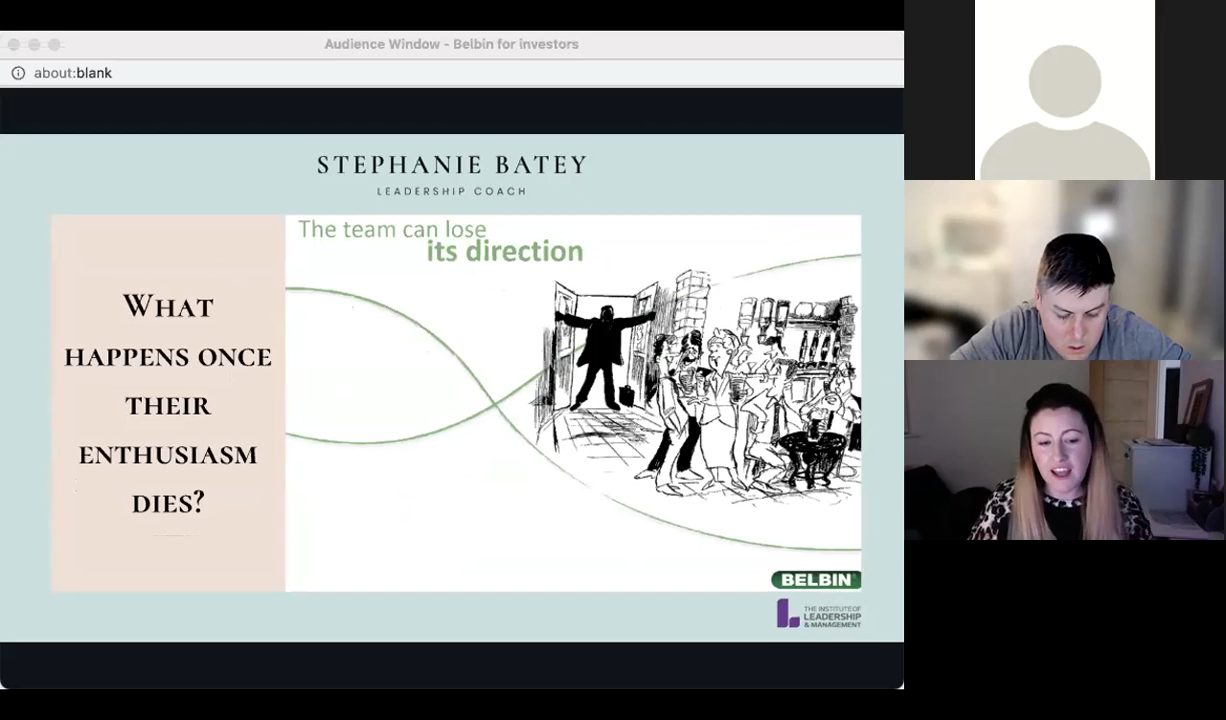 Audience Window - Belbin for investors
about:blank
STEPHANIE BATEY
LEADERSHIP COACH
WHAT
HAPPENS ONCE
THEIR
ENTHUSIASM
DIES?
The team can lose
its direction
BELBIN
THE INSTITUTE OF
LEADERSHIP
& MANAGEMENT